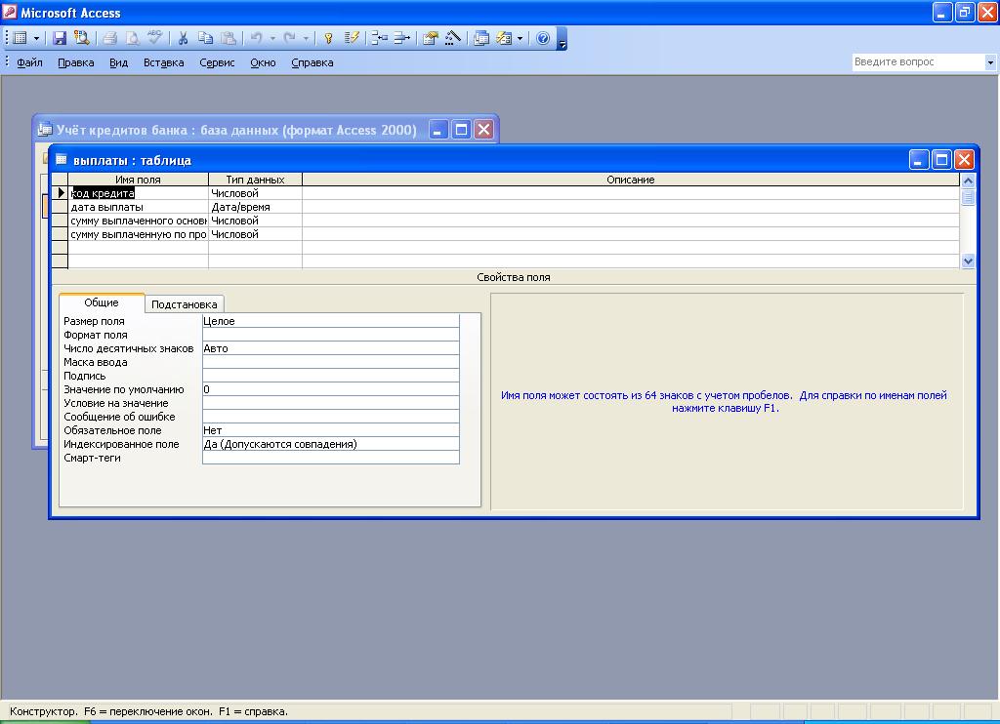 Microsoft Access
Файл Правка Вид Вставка Сервис Окно Справка
Введите вопрос
Учёт кредитов банка : база данных (формат Access 2000)
выплаты : таблица
Имя поля Тип данных Описание
код кредита Числовой
дата выплаты Дата/время
сумму выплаченного основн Числовой
сумму выплаченную по про Числовой
Свойства поля
Общие Подстановка
Размер поля Целое
Формат поля
Число десятичных знаков Авто
Маска ввода
Подпись
Значение по умолчанию 0
Условие на значение
Сообщение об ошибке
Обязательное поле Нет
Индексированное поле Да (Допускаются совпадения)
Смарт-теги
Имя поля может состоять из 64 знаков с учетом пробелов. Для справки по именам полей
нажмите клавишу F1.
Конструктор. F6 = переключение окон. F1 = справка.